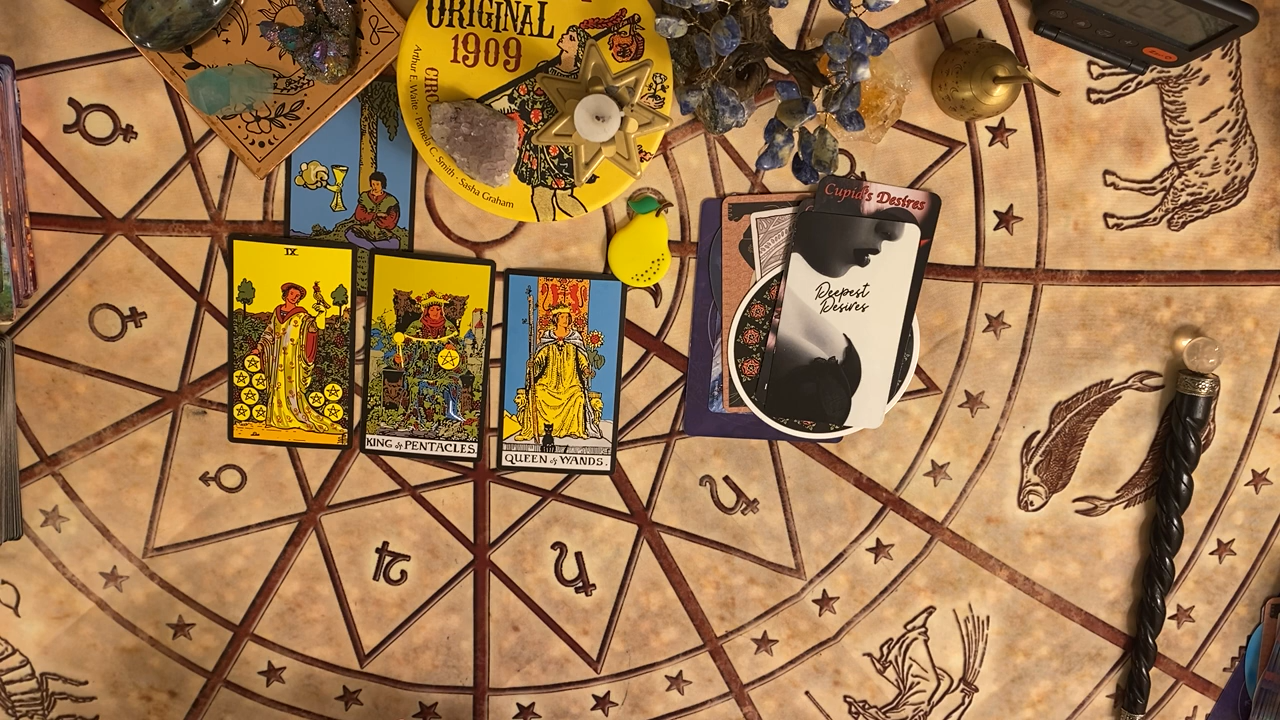 ORIGINAL
1909
Arthur E. Waite · Pamela C. Smith · Sasha Graham
Cupid's Desires
Deepest
Desires
IX
KING of PENTACLES
QUEEN of WANDS.